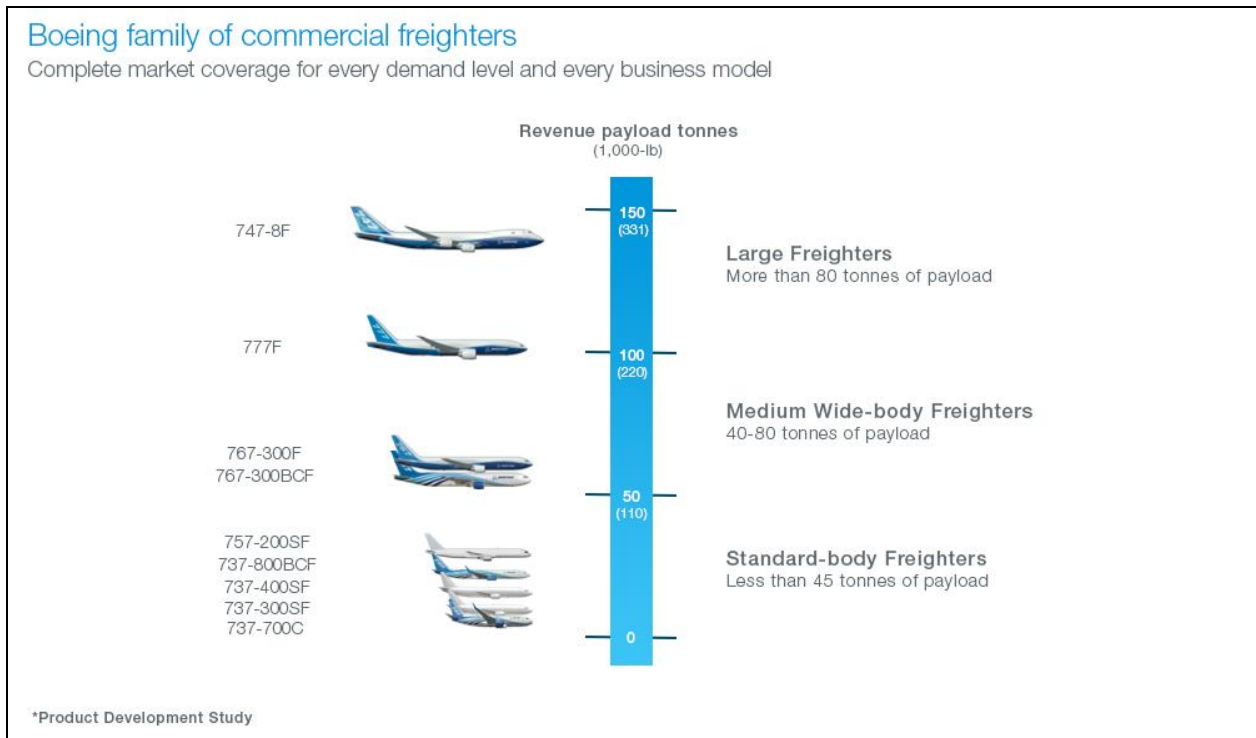 Boeing family of commercial freighters
Complete market coverage for every demand level and every business model
Revenue payload tonnes
(1,000-lb)
747-8F
150
(331)
Large Freighters
More than 80 tonnes of payload
777F
100
(220)
Medium Wide-body Freighters
40-80 tonnes of payload
767-300F
767-300BCF
50
(110)
757-200SF
737-800BCF
737-400SF
737-300SF
737-700C
Standard-body Freighters
Less than 45 tonnes of payload
0
*Product Development Study